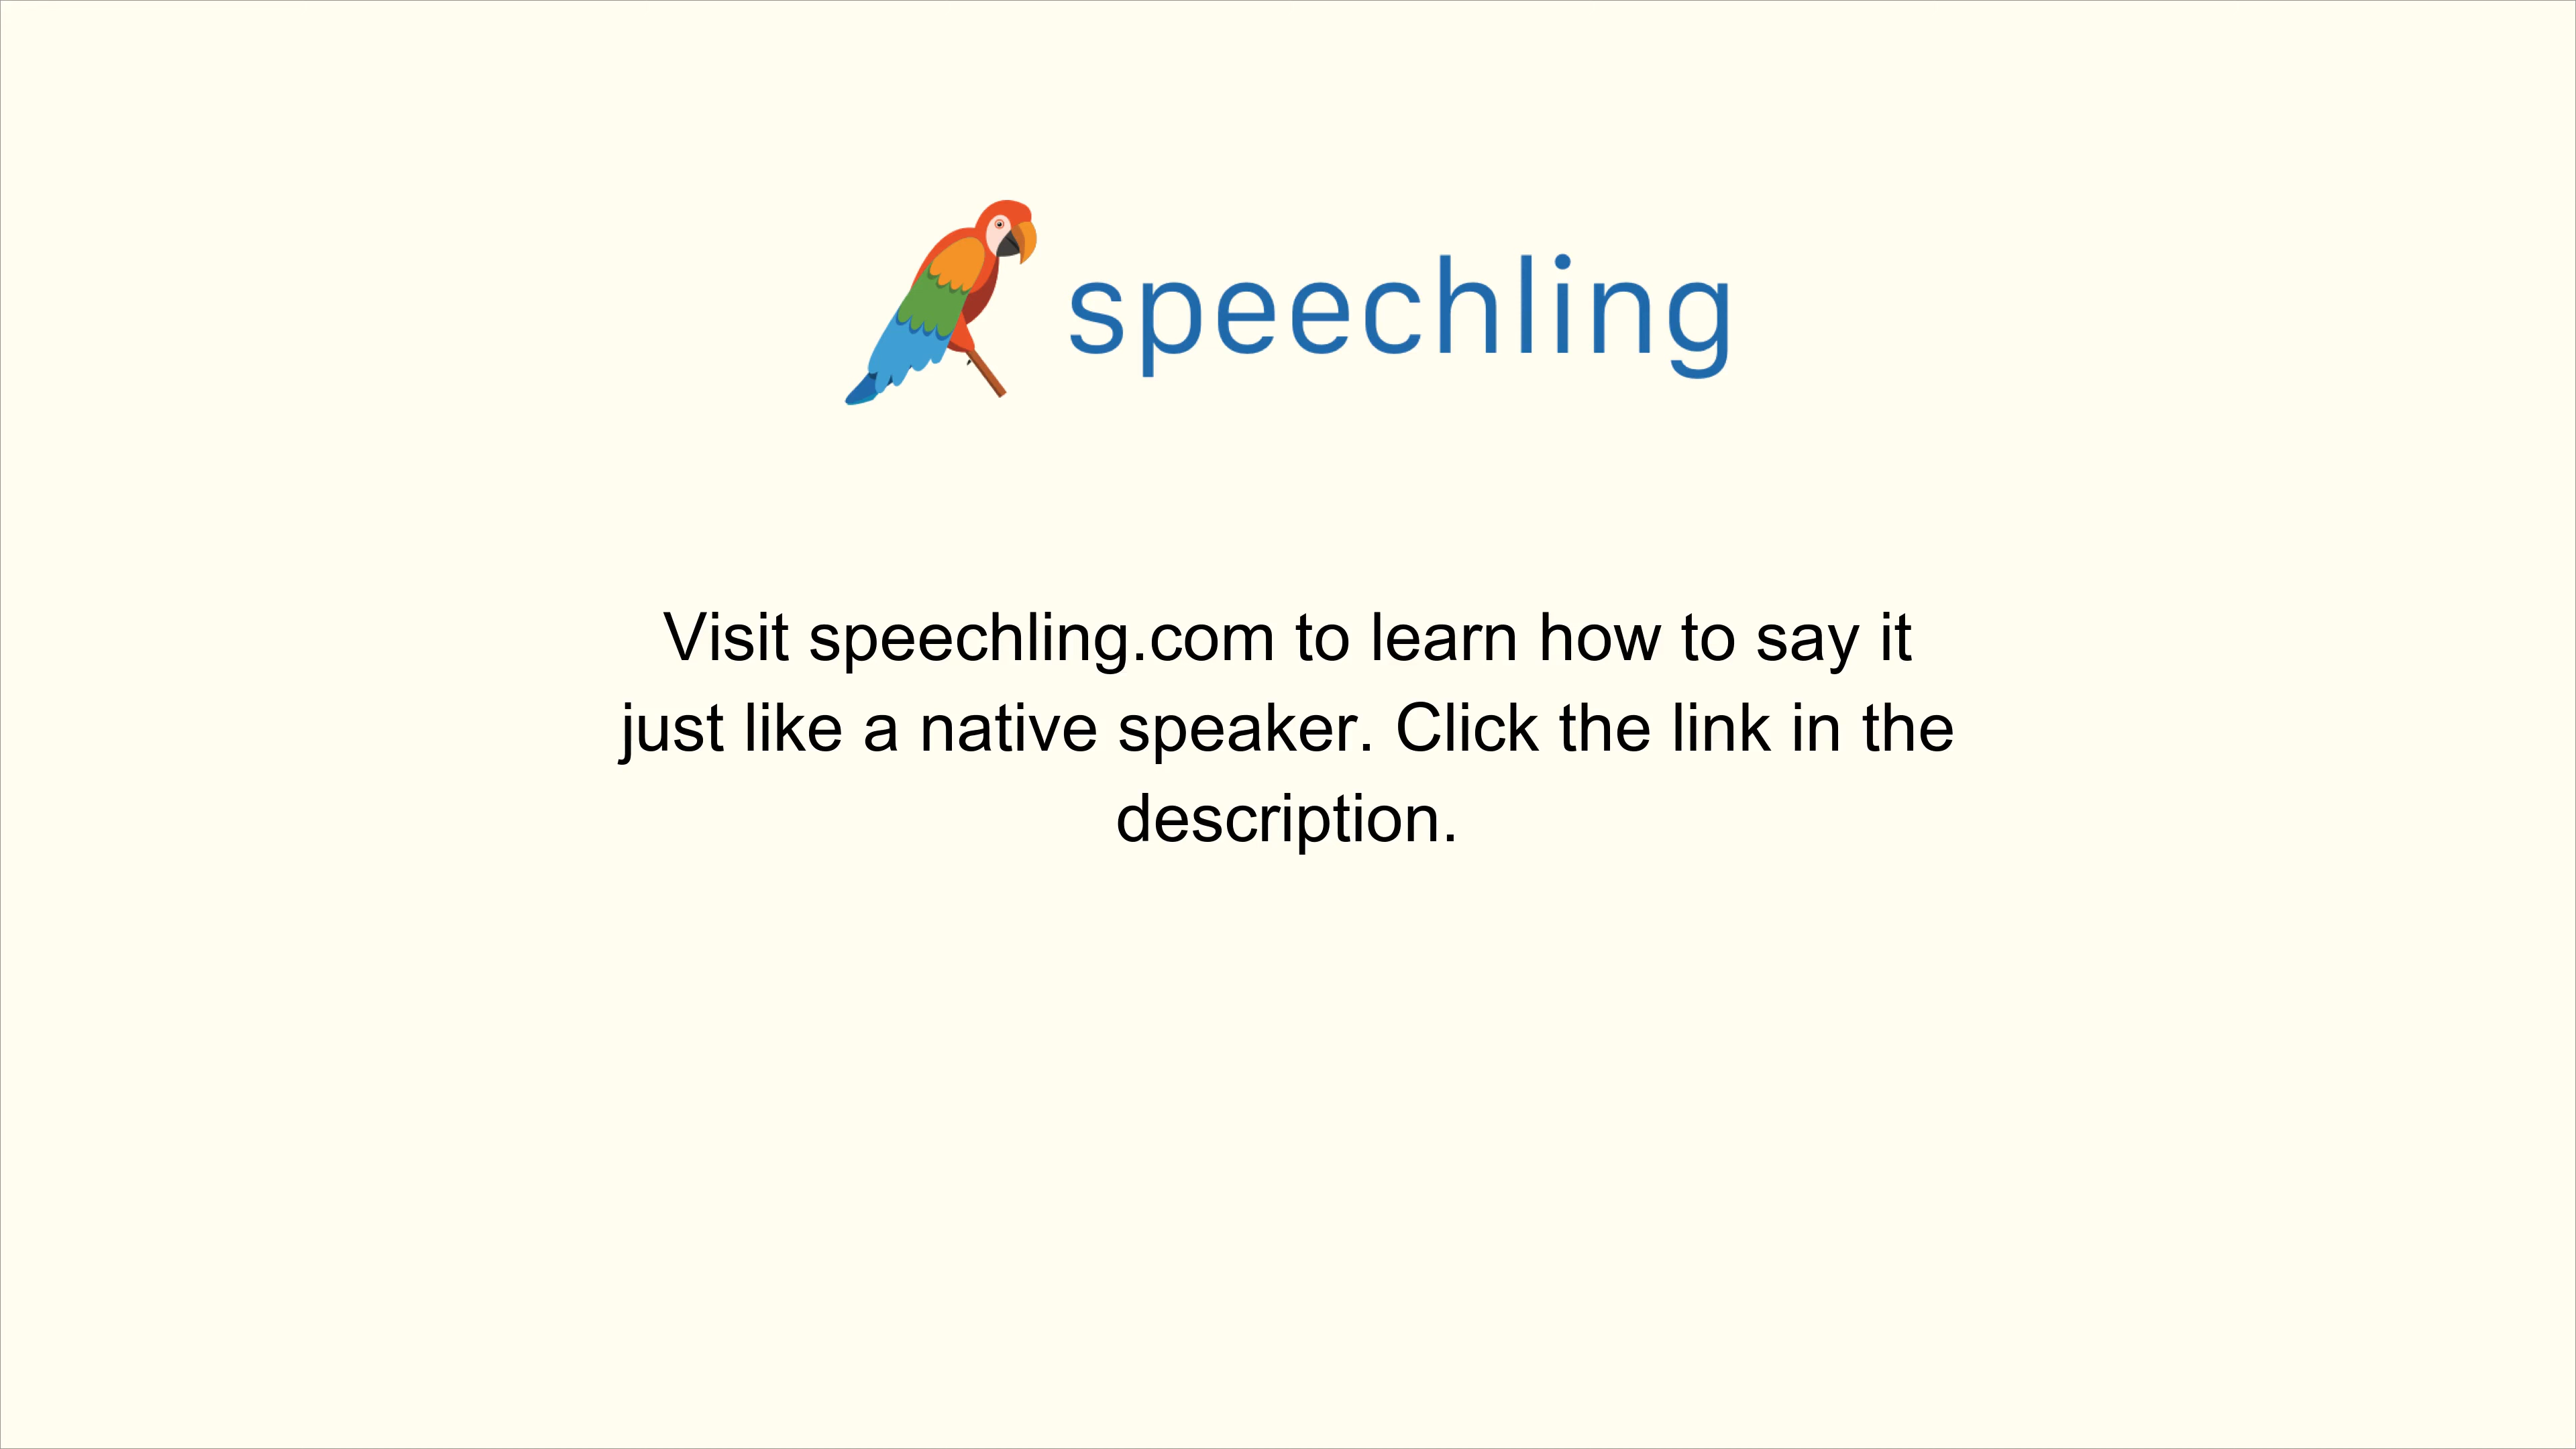 speechling
Visit speechling.com to learn how to say it
just like a native speaker. Click the link in the
description.